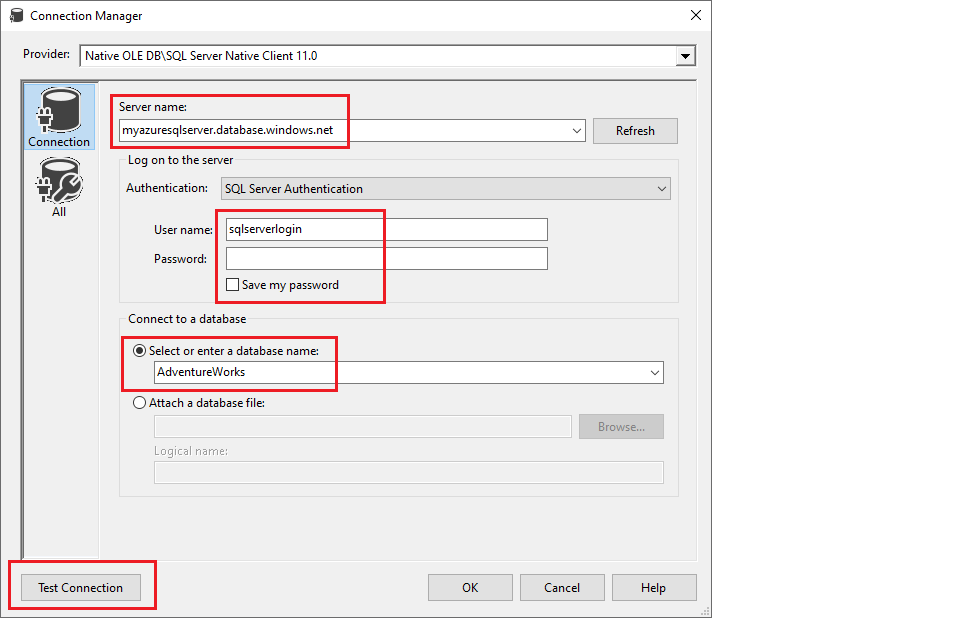 Connection Manager
Provider: Native OLE DB\SQL Server Native Client 11.0
Connection
All
Server name:
myazuresqlserver.database.windows.net Refresh
Log on to the server
Authentication: SQL Server Authentication
User name: sqlserverlogin
Password:
Save my password
Connect to a database
Select or enter a database name:
AdventureWorks
Attach a database file:
Browse...
Logical name:
Test Connection OK Cancel Help